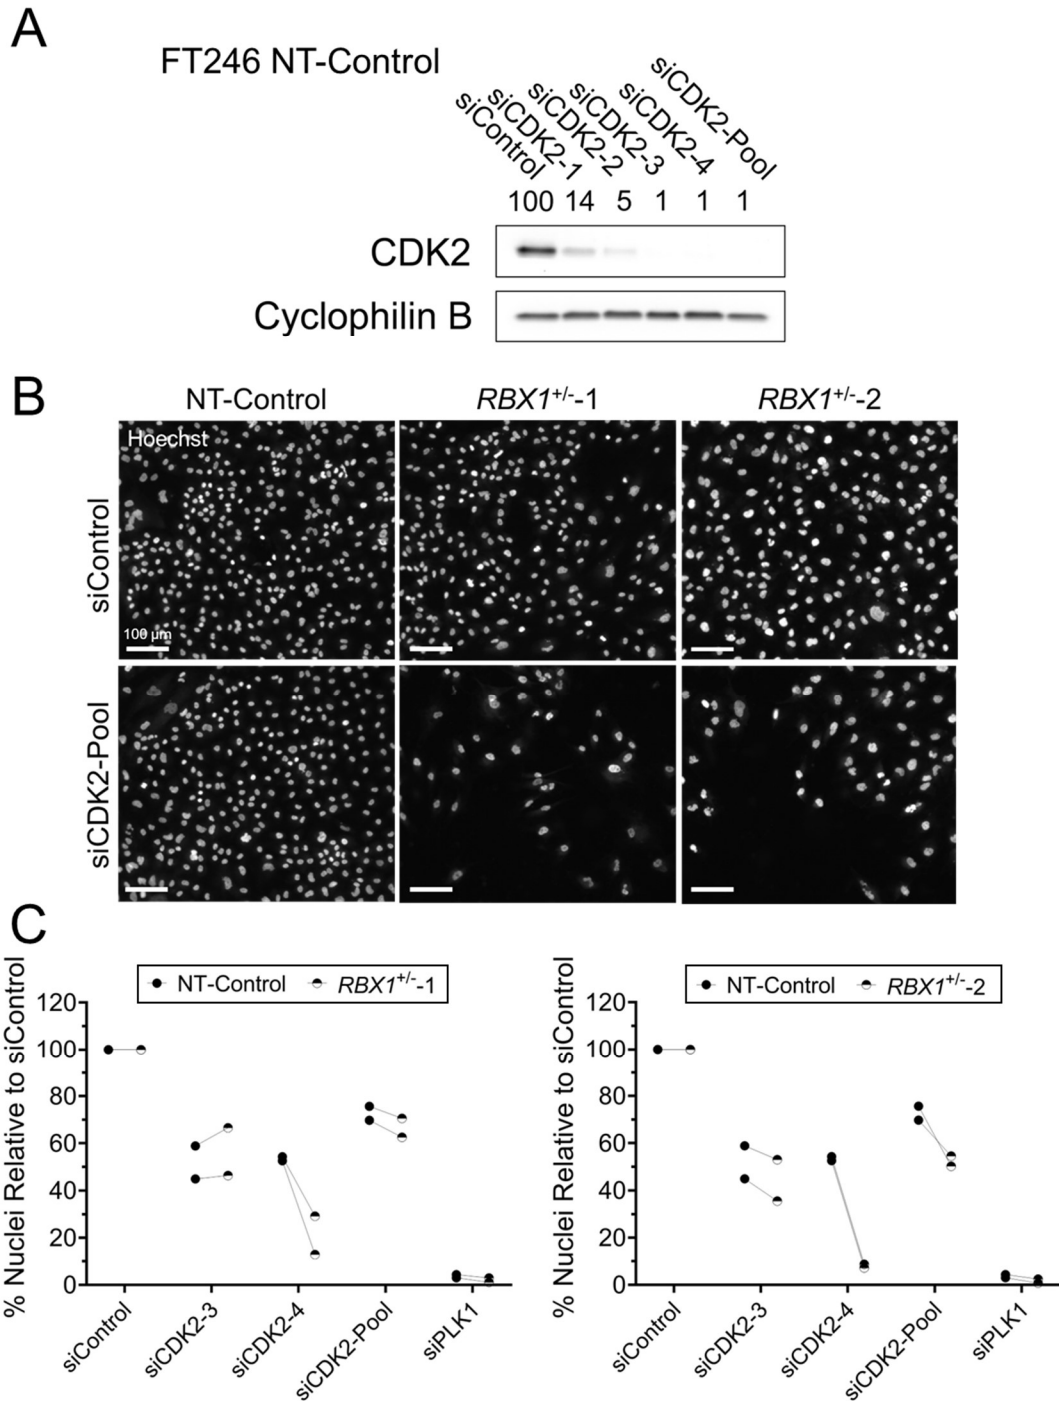 A
FT246 NT-Control
siControl
siCDK2-1
siCDK2-2
siCDK2-3
siCDK2-4
siCDK2-Pool
100 14 5 1 1 1
CDK2
Cyclophilin B
B
NT-Control RBX1+/--1 RBX1+/--2
siControl
Hoechst
100 µm
siCDK2-Pool
C
NT-Control RBX1+/--1
% Nuclei Relative to siControl
120
100
80
60
40
20
0
siControl
siCDK2-3
siCDK2-4
siCDK2-Pool
siPLK1
NT-Control RBX1+/--2
% Nuclei Relative to siControl
120
100
80
60
40
20
0
siControl
siCDK2-3
siCDK2-4
siCDK2-Pool
siPLK1